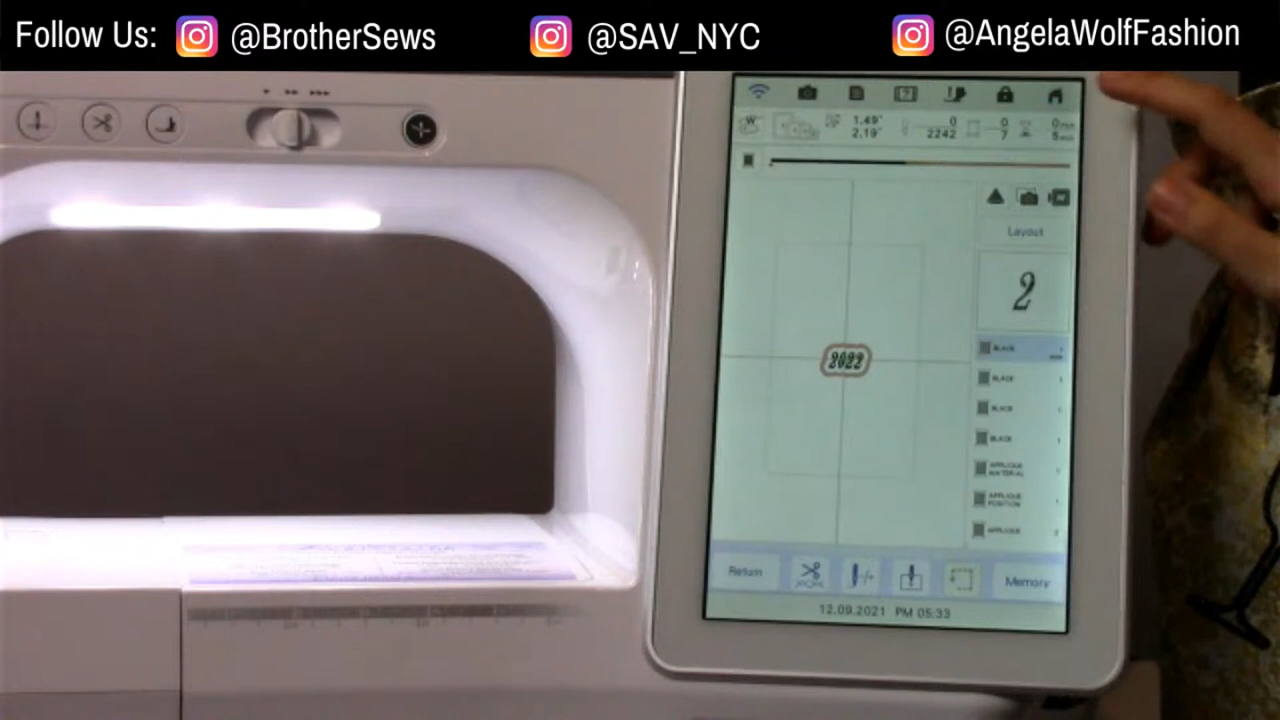 Follow Us: @BrotherSews @SAV_NYC @AngelaWolfFashion
W 1.49" 0 0 0
2.19" 2242 7
Layout
2
BLACK
BLACK
2022
BLACK
BLACK
APPLIQUE
MATERIAL
APPLIQUE
POSITION
APPLIQUE
Return Memory
12.09.2021 PM 05:33